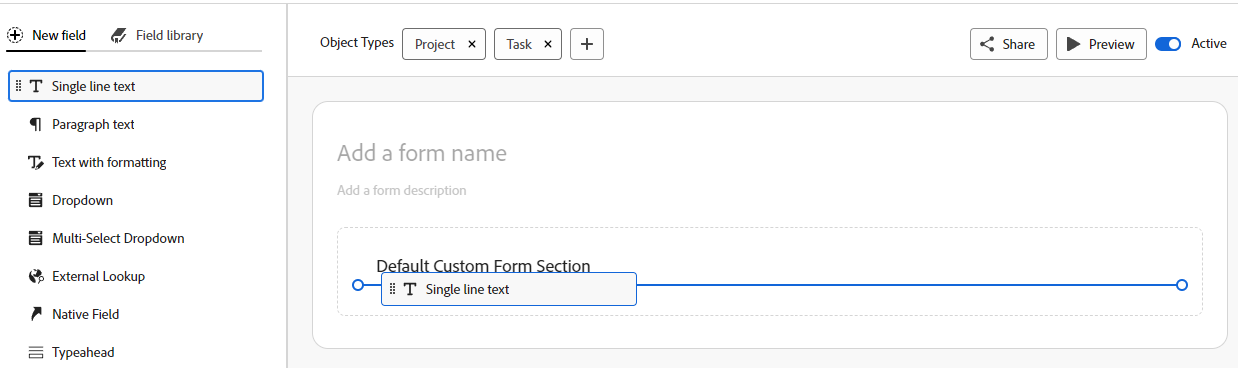 New field
Field library
Single line text
Paragraph text
Text with formatting
Dropdown
Multi-Select Dropdown
External Lookup
Native Field
Typeahead
Object Types Project Task
Share Preview Active
Add a form name
Add a form description
Default Custom Form Section
Single line text